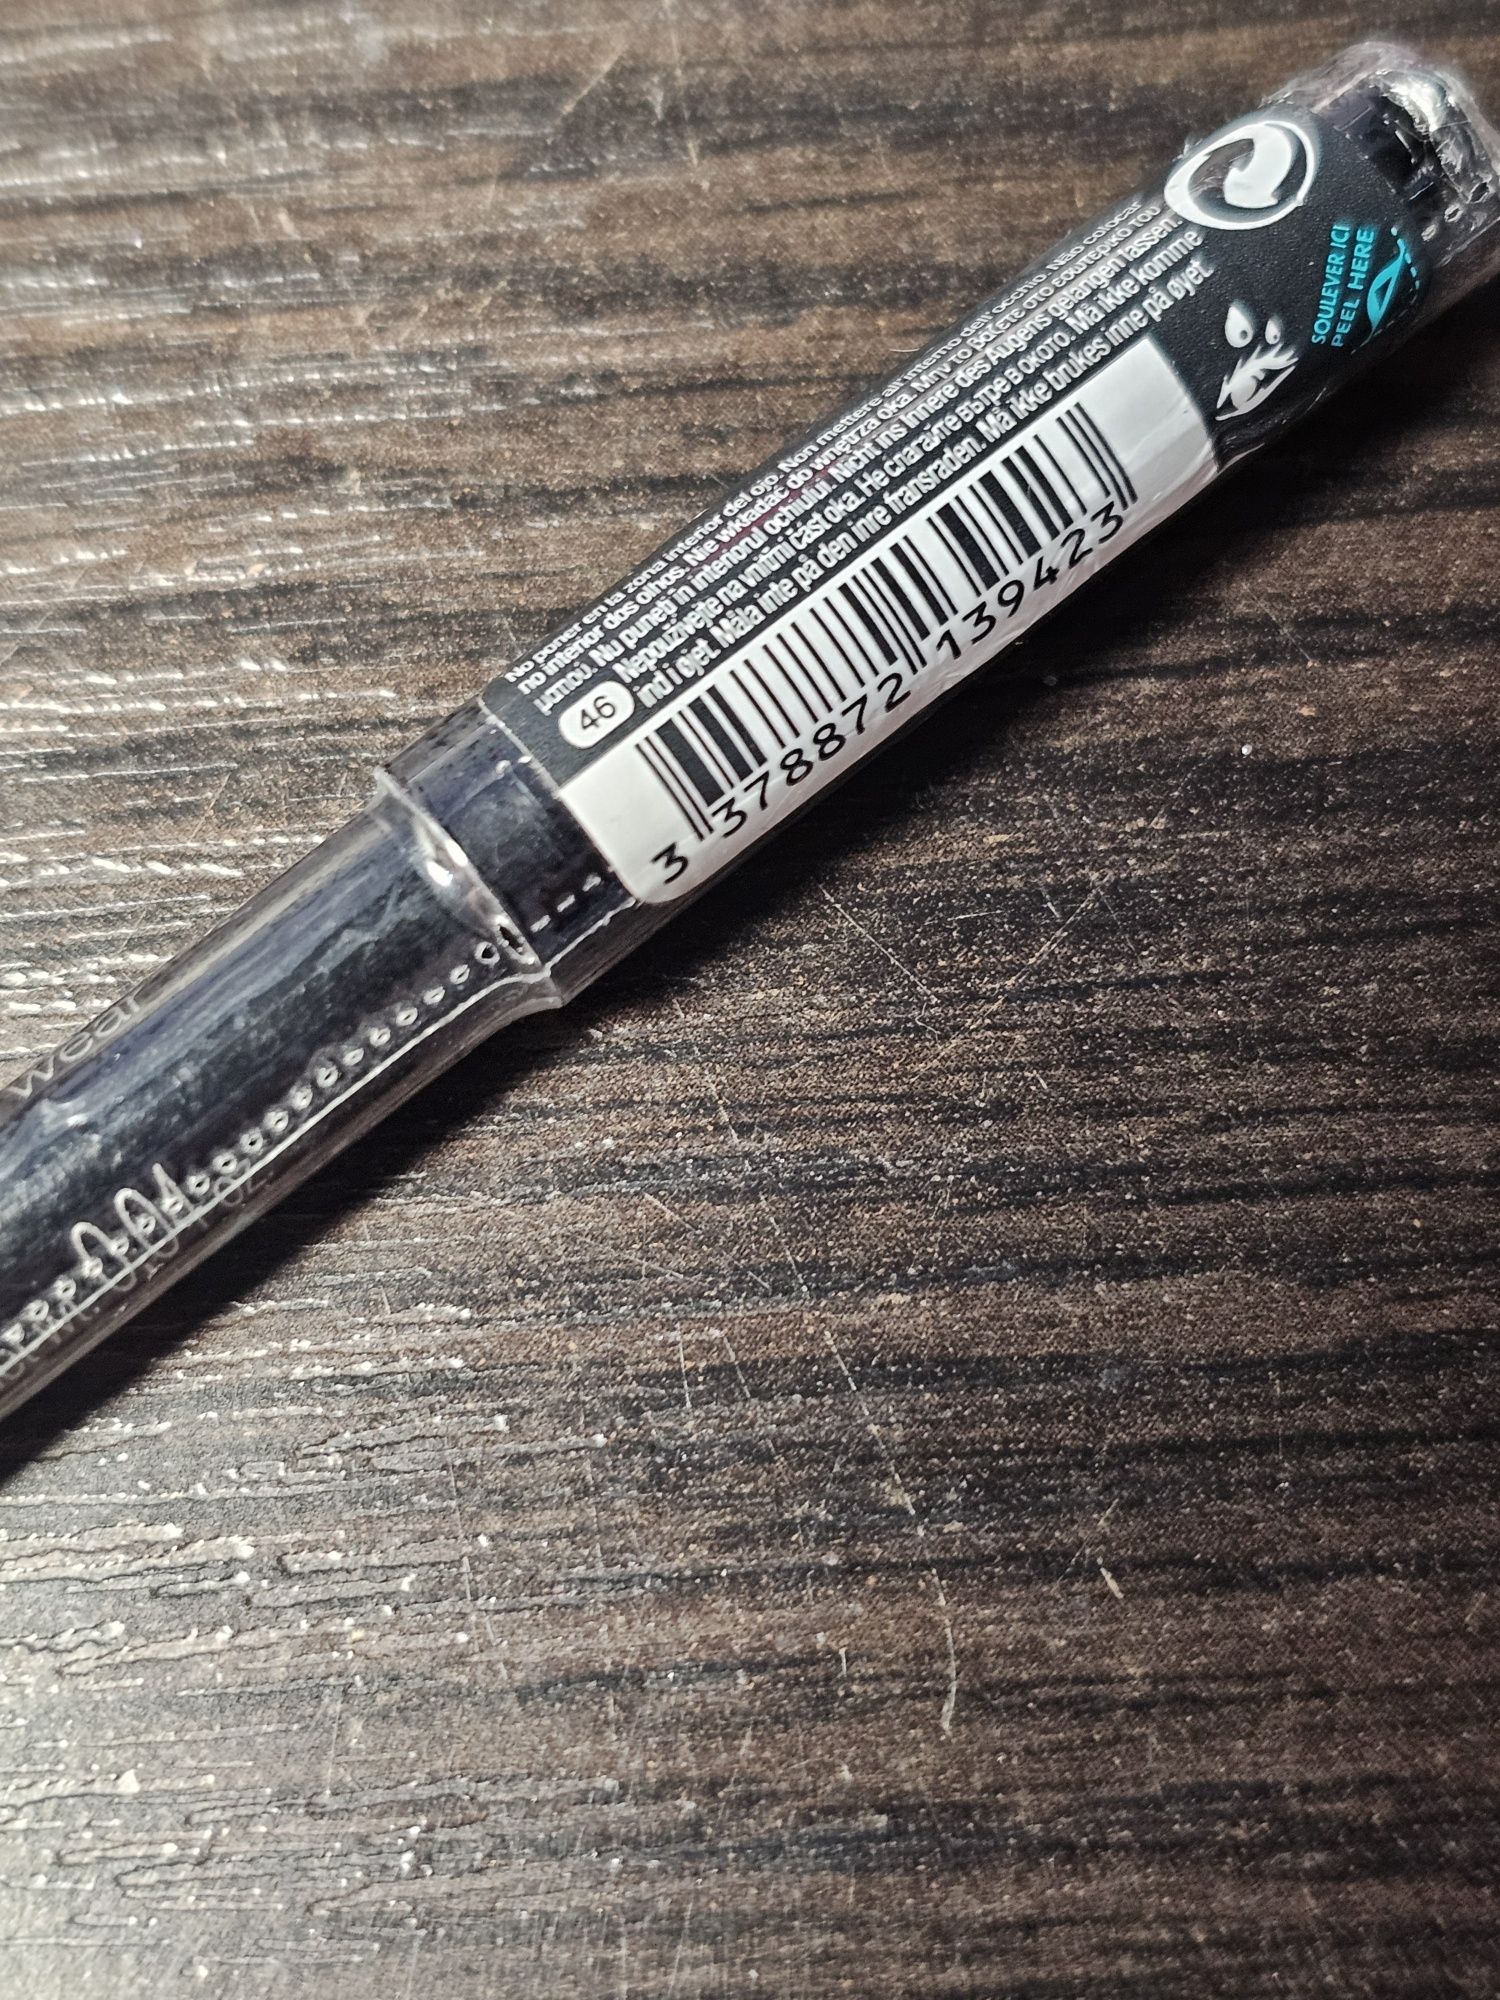 SOULEVER ICI
PEEL HERE
No poner en la zona interior del ojo. Non mettere all'interno dell'occhio. Não colocar
no interior dos olhos. Nie wkładać do wnętrza oka. Μην το βάζετε στο εσωτερικό του
ματιού. Nu puneţi în interiorul ochiului. Nicht ins Innere des Augens gelangen lassen.
46 Nepoužívejte na vnitřní část oka. Не слагайте вътре в окото. Må ikke komme
ind i øjet. Måla inte på den inre fransraden. Må ikke brukes inne på øyet.
3 378872 139423
wear